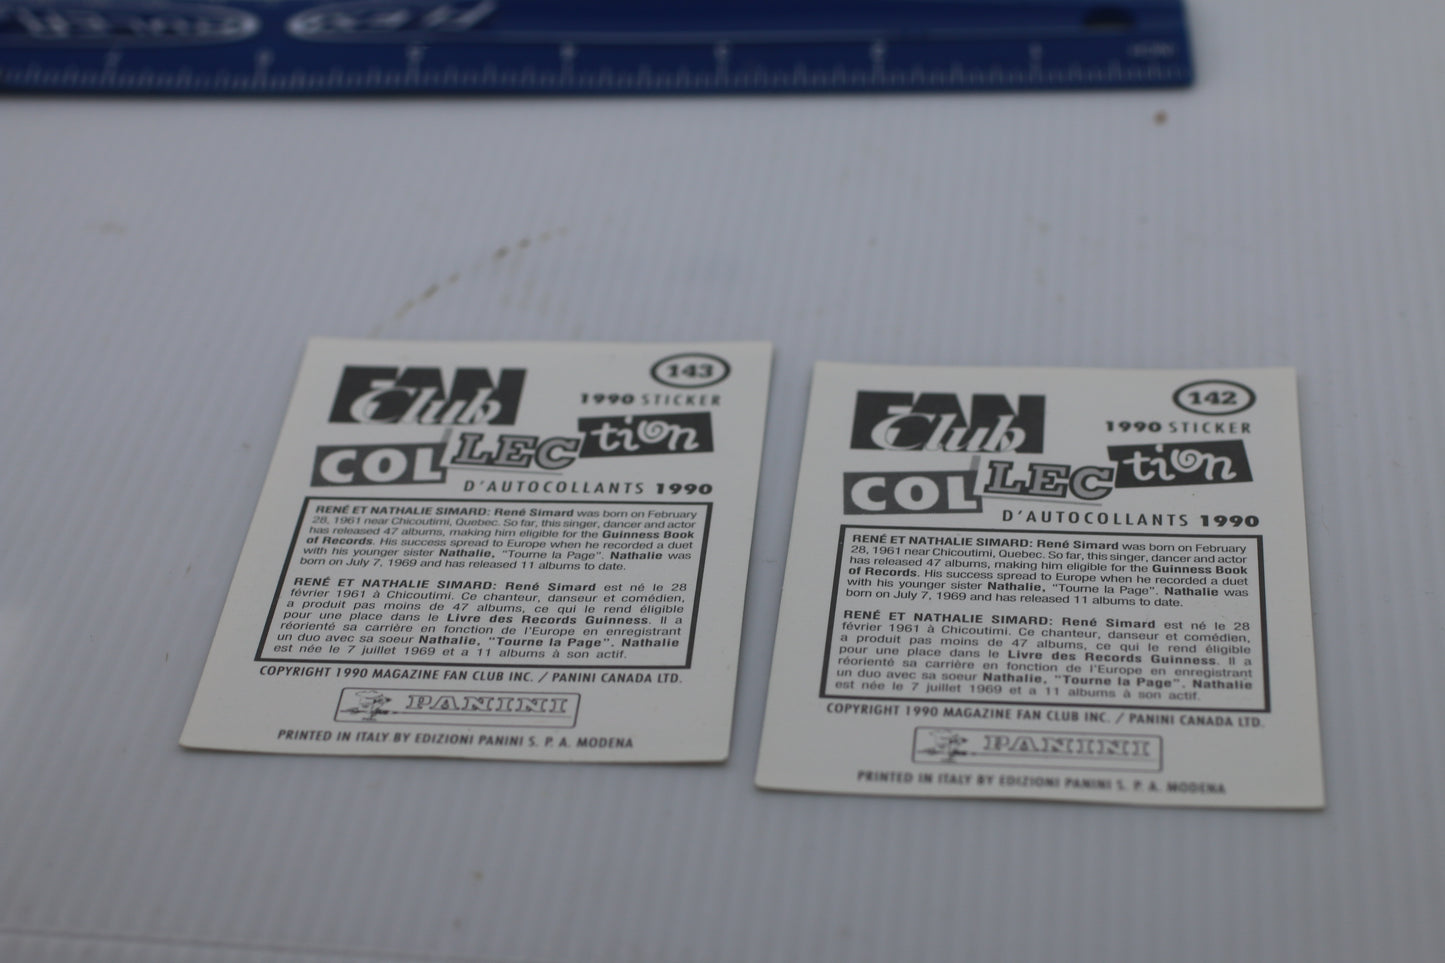 143
FAN
Club
1990 STICKER
COLLECtion
D'AUTOCOLLANTS 1990
RENÉ ET NATHALIE SIMARD: René Simard was born on February
28, 1961 near Chicoutimi, Quebec. So far, this singer, dancer and actor
has released 47 albums, making him eligible for the Guinness Book
of Records. His success spread to Europe when he recorded a duet
with his younger sister Nathalie, "Tourne la Page". Nathalie was
born on July 7, 1969 and has released 11 albums to date.
RENÉ ET NATHALIE SIMARD: René Simard est né le 28
février 1961 à Chicoutimi. Ce chanteur, danseur et comédien,
a produit pas moins de 47 albums, ce qui le rend éligible
pour une place dans le Livre des Records Guinness. Il a
réorienté sa carrière en fonction de l'Europe en enregistrant
un duo avec sa soeur Nathalie, "Tourne la Page". Nathalie
est née le 7 juillet 1969 et a 11 albums à son actif.
COPYRIGHT 1990 MAGAZINE FAN CLUB INC. / PANINI CANADA LTD.
PANINI
PRINTED IN ITALY BY EDIZIONI PANINI S. P. A. MODENA
142
FAN
Club
1990 STICKER
COLLECtion
D'AUTOCOLLANTS 1990
RENÉ ET NATHALIE SIMARD: René Simard was born on February
28, 1961 near Chicoutimi, Quebec. So far, this singer, dancer and actor
has released 47 albums, making him eligible for the Guinness Book
of Records. His success spread to Europe when he recorded a duet
with his younger sister Nathalie, "Tourne la Page". Nathalie was
born on July 7, 1969 and has released 11 albums to date.
RENÉ ET NATHALIE SIMARD: René Simard est né le 28
février 1961 à Chicoutimi. Ce chanteur, danseur et comédien,
a produit pas moins de 47 albums, ce qui le rend éligible
pour une place dans le Livre des Records Guinness. Il a
réorienté sa carrière en fonction de l'Europe en enregistrant
un duo avec sa soeur Nathalie, "Tourne la Page". Nathalie
est née le 7 juillet 1969 et a 11 albums à son actif.
COPYRIGHT 1990 MAGAZINE FAN CLUB INC. / PANINI CANADA LTD.
PANINI
PRINTED IN ITALY BY EDIZIONI PANINI S. P. A. MODENA